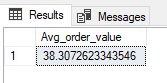 Results Messages
Avg_order_value
1 38.3072623343546